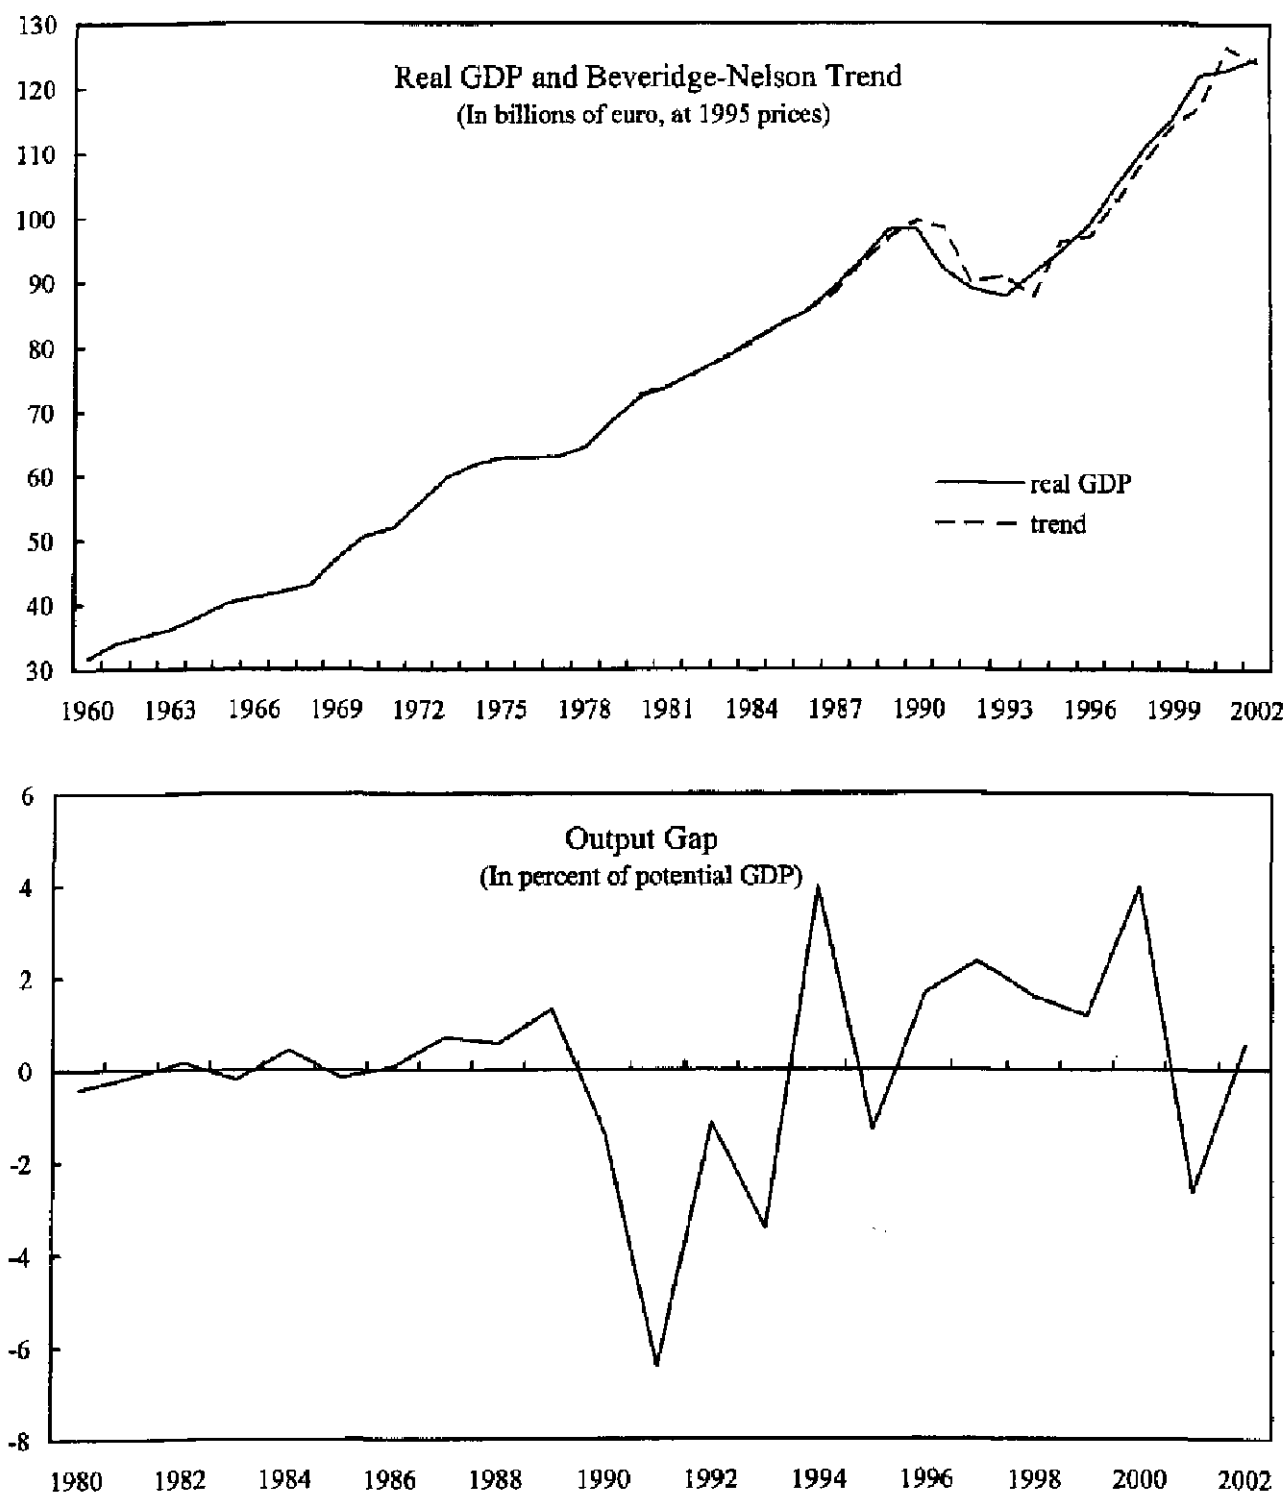 Real GDP and Beveridge-Nelson Trend
(In billions of euro, at 1995 prices)
130
120
110
100
90
80
70
60
50
40
30
real GDP
trend
1960 1963 1966 1969 1972 1975 1978 1981 1984 1987 1990 1993 1996 1999 2002
Output Gap
(In percent of potential GDP)
6
4
2
0
-2
-4
-6
-8
1980 1982 1984 1986 1988 1990 1992 1994 1996 1998 2000 2002